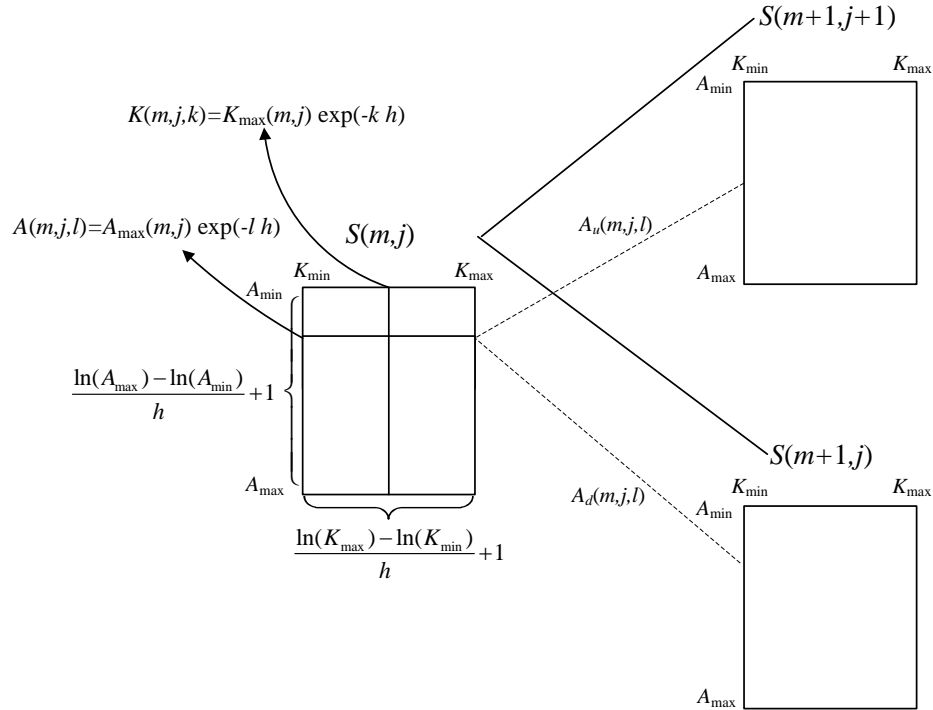 S(m+1,j+1)
K_min K_max
A_min
K(m,j,k)=K_max(m,j) exp(-k h)
A(m,j,l)=A_max(m,j) exp(-l h)
S(m,j)
A_u(m,j,l)
K_min K_max
A_min
A_max
(ln(A_max)−ln(A_min))/h +1
S(m+1,j)
A_max
K_min K_max
A_d(m,j,l)
A_min
(ln(K_max)−ln(K_min))/h +1
A_max